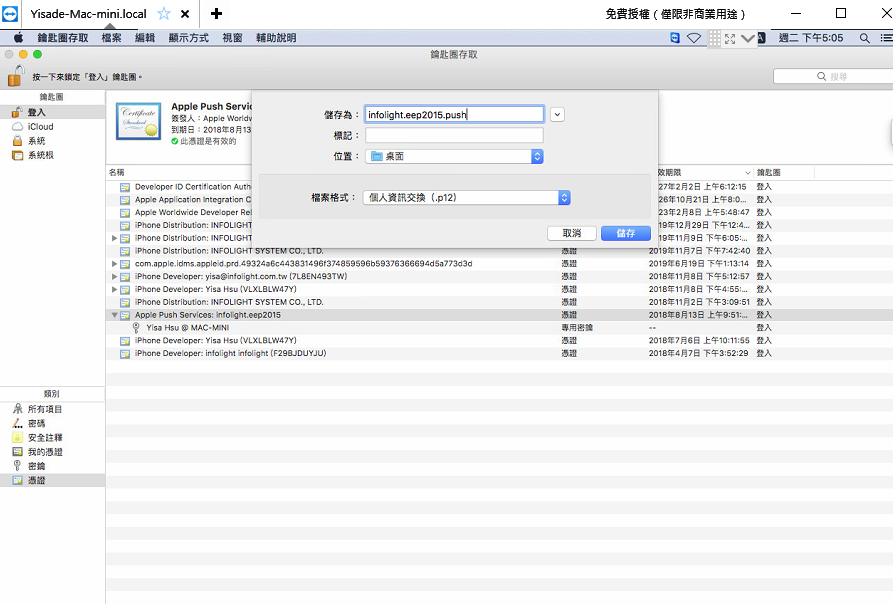 Yisade-Mac-mini.local
免費授權（僅限非商業用途）
鑰匙圈存取 檔案 編輯 顯示方式 視窗 輔助說明
週二 下午5:05
鑰匙圈存取
按一下來鎖定「登入」鑰匙圈。
搜尋
鑰匙圈
登入
iCloud
系統
系統根
Certificate
Standard
Apple Push Servic
簽發人：Apple Worldw
到期日：2018年8月13
此憑證是有效的
儲存為：infolight.eep2015.push
標記：
位置：桌面
檔案格式：個人資訊交換（.p12）
取消 儲存
名稱 效期限 鑰匙圈
Developer ID Certification Auth 27年2月2日 上午6:12:15 登入
Apple Application Integration C 26年10月21日 上午8:0... 登入
Apple Worldwide Developer Rel 23年2月8日 上午5:48:47 登入
iPhone Distribution: INFOLIGHT 19年12月29日 下午12:4... 登入
iPhone Distribution: INFOLIGHT 19年11月9日 下午6:05:... 登入
iPhone Distribution: INFOLIGHT SYSTEM CO., LTD. 憑證 2019年11月7日 下午7:42:40 登入
com.apple.idms.appleid.prd.49324a6c443831496f374859596b59376366694d5a773d3d 憑證 2019年6月19日 下午1:13:14 登入
iPhone Developer: yisa@infolight.com.tw (7L8EN493TW) 憑證 2018年11月8日 下午5:12:57 登入
iPhone Developer: Yisa Hsu (VLXLBLW47Y) 憑證 2018年11月8日 下午4:55:... 登入
iPhone Distribution: INFOLIGHT SYSTEM CO., LTD. 憑證 2018年11月2日 下午3:09:51 登入
Apple Push Services: infolight.eep2015 憑證 2018年8月13日 上午9:51:... 登入
Yisa Hsu @ MAC-MINI 專用密鑰 -- 登入
iPhone Developer: Yisa Hsu (VLXLBLW47Y) 憑證 2018年7月6日 上午10:11:55 登入
iPhone Developer: infolight infolight (F29BJDUYJU) 憑證 2018年4月7日 下午3:52:29 登入
類別
所有項目
密碼
安全註釋
我的憑證
密鑰
憑證